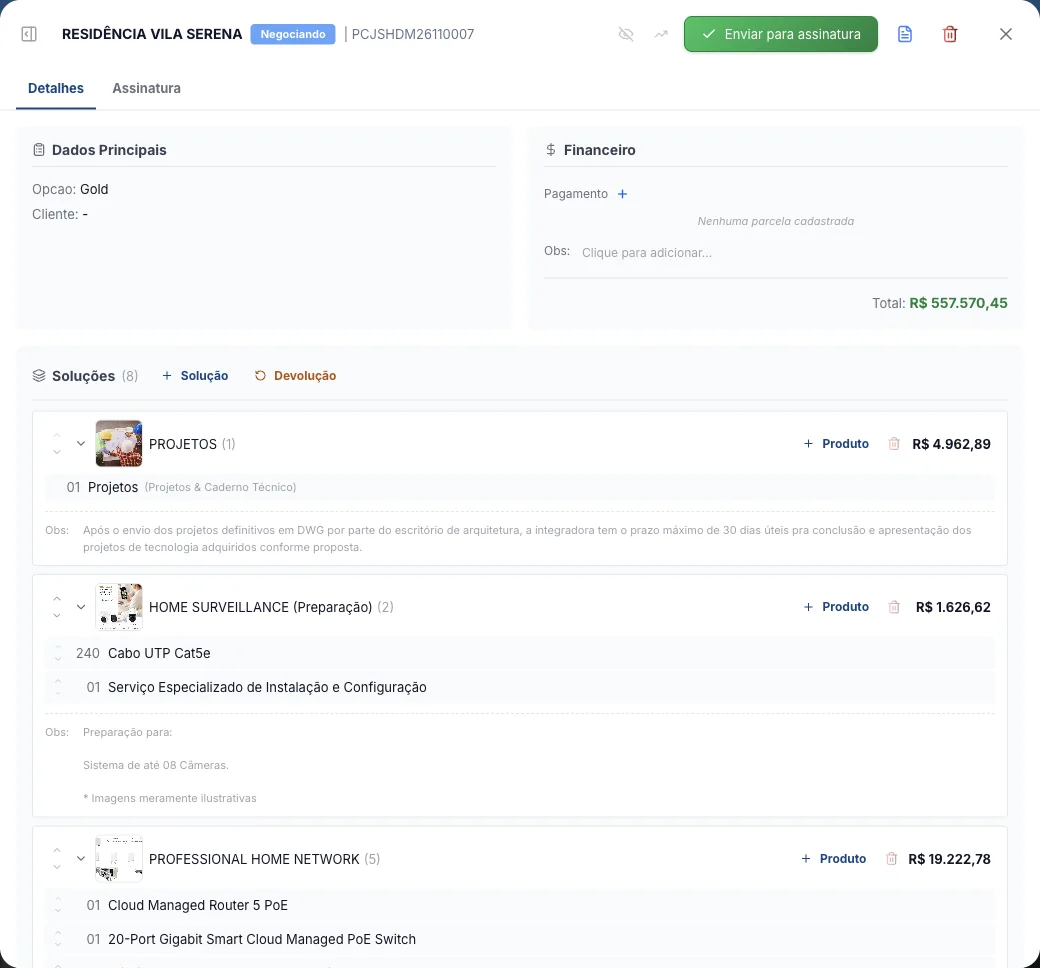 RESIDÊNCIA VILA SERENA Negociando | PCJSHDM26110007 Enviar para assinatura
Detalhes Assinatura
Dados Principais
Opcao: Gold
Cliente: -
Financeiro
Pagamento +
Nenhuma parcela cadastrada
Obs: Clique para adicionar...
Total: R$ 557.570,45
Soluções (8) + Solução Devolução
PROJETOS (1) + Produto R$ 4.962,89
01 Projetos (Projetos & Caderno Técnico)
Obs: Após o envio dos projetos definitivos em DWG por parte do escritório de arquitetura, a integradora tem o prazo máximo de 30 dias úteis pra conclusão e apresentação dos
projetos de tecnologia adquiridos conforme proposta.
HOME SURVEILLANCE (Preparação) (2) + Produto R$ 1.626,62
240 Cabo UTP Cat5e
01 Serviço Especializado de Instalação e Configuração
Obs: Preparação para:
Sistema de até 08 Câmeras.
* Imagens meramente ilustrativas
PROFESSIONAL HOME NETWORK (5) + Produto R$ 19.222,78
01 Cloud Managed Router 5 PoE
01 20-Port Gigabit Smart Cloud Managed PoE Switch